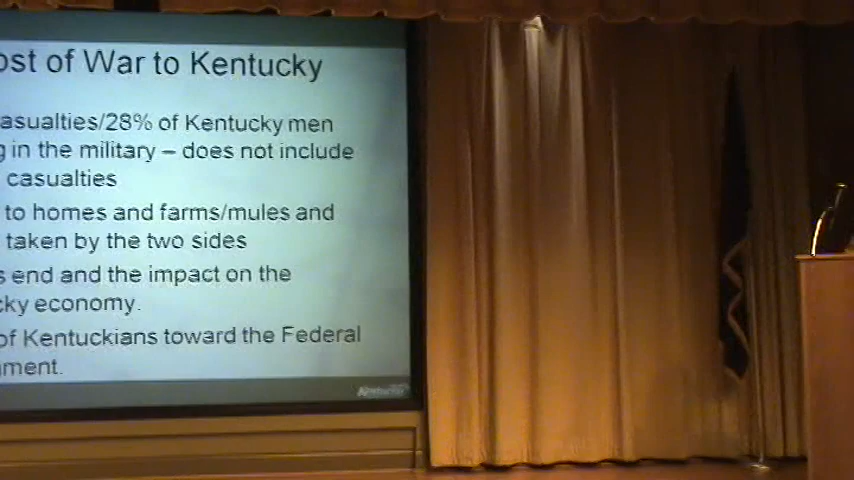 ost of War to Kentucky
asualties/28% of Kentucky men
g in the military – does not include
casualties
to homes and farms/mules and
taken by the two sides
s end and the impact on the
cky economy.
of Kentuckians toward the Federal
nment.